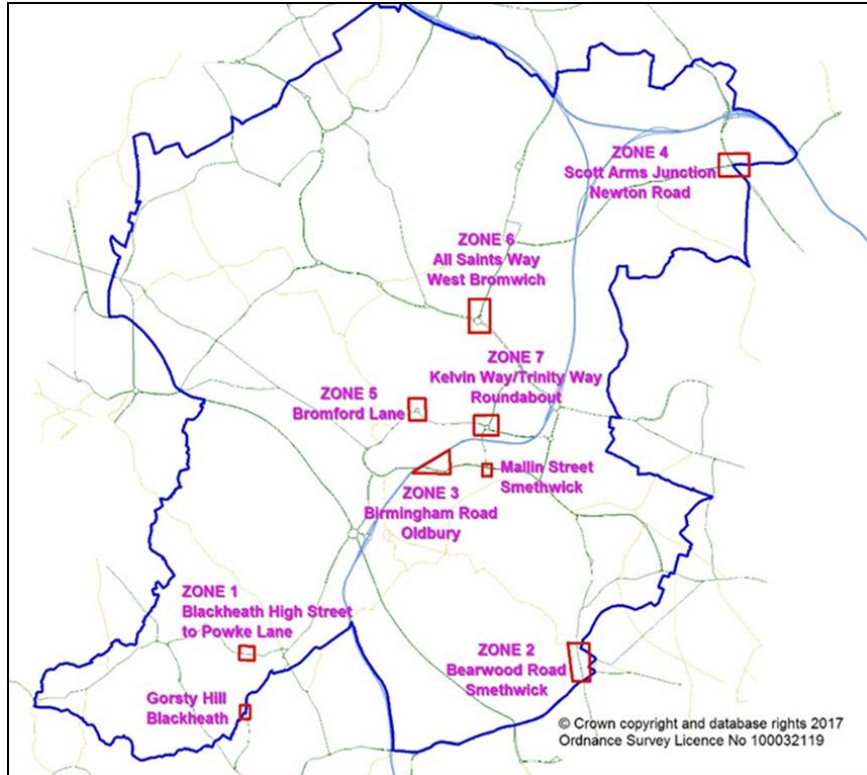 ZONE 4
Scott Arms Junction
Newton Road
ZONE 6
All Saints Way
West Bromwich
ZONE 7
Kelvin Way/Trinity Way
Roundabout
ZONE 5
Bromford Lane
Mallin Street
Smethwick
ZONE 3
Birmingham Road
Oldbury
ZONE 1
Blackheath High Street
to Powke Lane
ZONE 2
Bearwood Road
Smethwick
Gorsty Hill
Blackheath
© Crown copyright and database rights 2017
Ordnance Survey Licence No 100032119